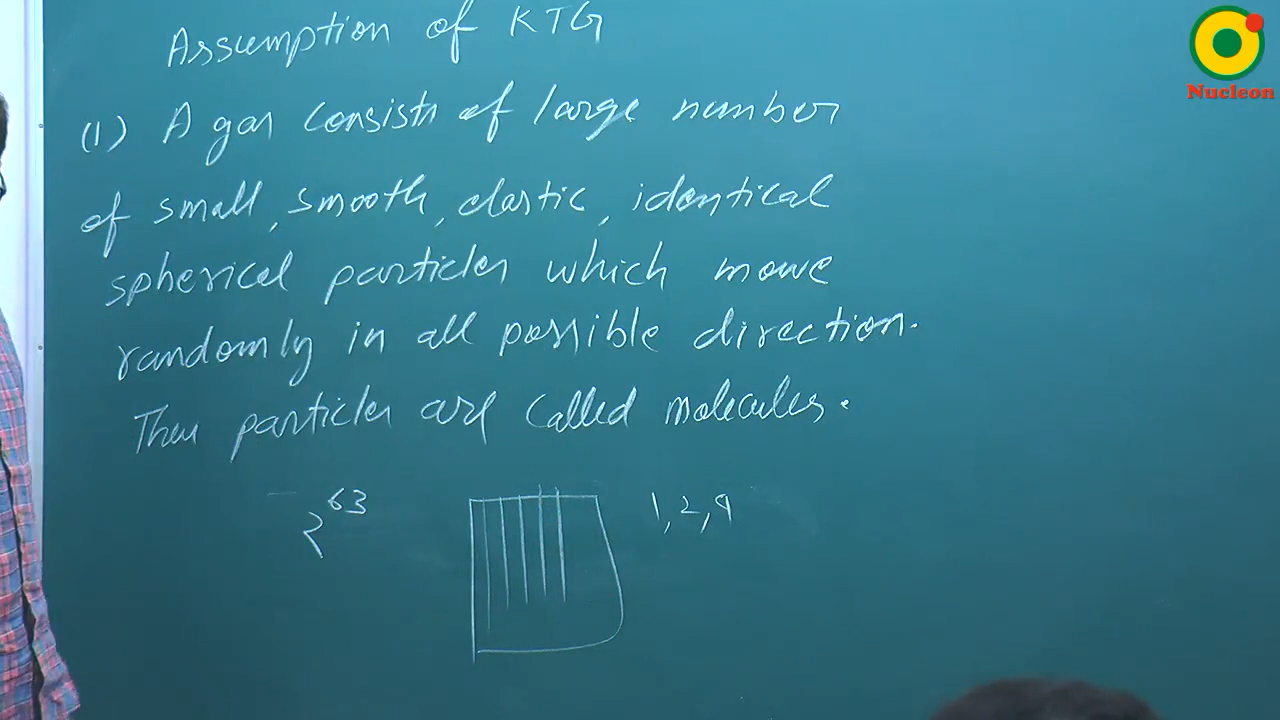 Assumption of KTG
Nucleon
(1) A gas consists of large number
of small, smooth, elastic, identical
spherical particles which move
randomly in all possible direction.
These particles are called molecules.
2^63
1, 2, 9